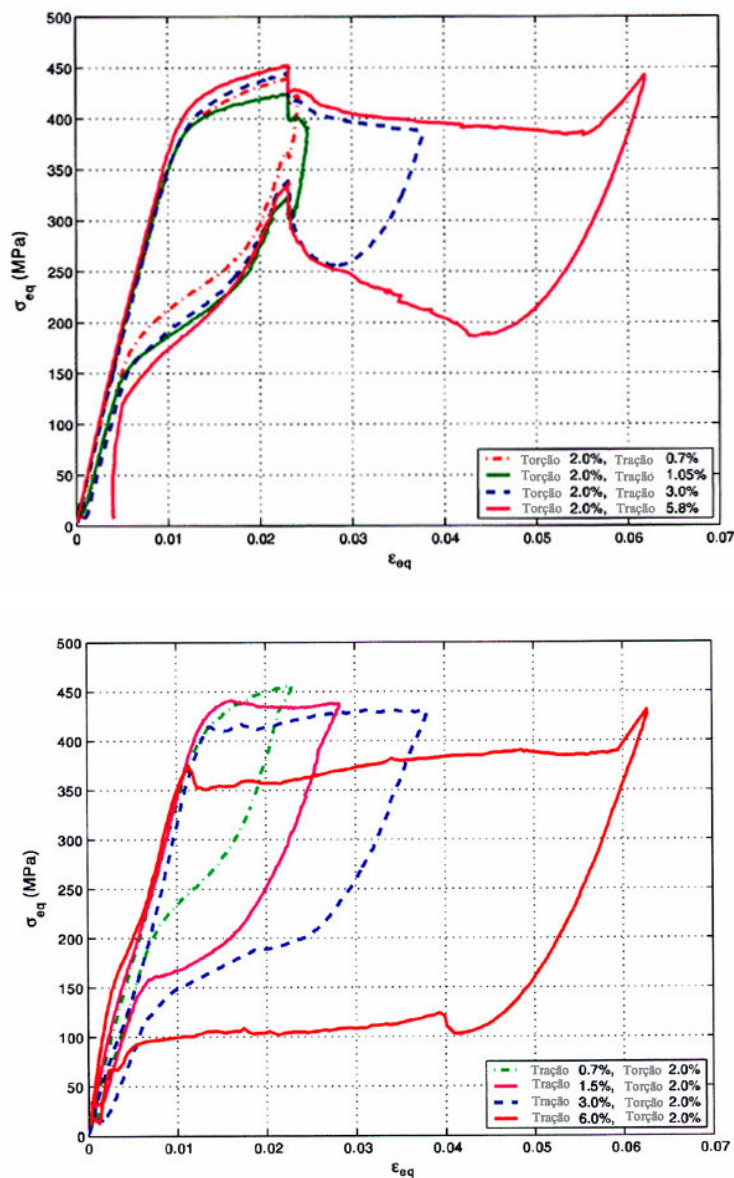 500
450
400
350
300
250
200
150
100
50
0
σeq (MPa)
0 0.01 0.02 0.03 0.04 0.05 0.06 0.07
εeq
Torção 2.0%, Tração 0.7%
Torção 2.0%, Tração 1.05%
Torção 2.0%, Tração 3.0%
Torção 2.0%, Tração 5.8%
500
450
400
350
300
250
200
150
100
50
0
σeq (MPa)
0 0.01 0.02 0.03 0.04 0.05 0.06 0.07
εeq
Tração 0.7%, Torção 2.0%
Tração 1.5%, Torção 2.0%
Tração 3.0%, Torção 2.0%
Tração 6.0%, Torção 2.0%